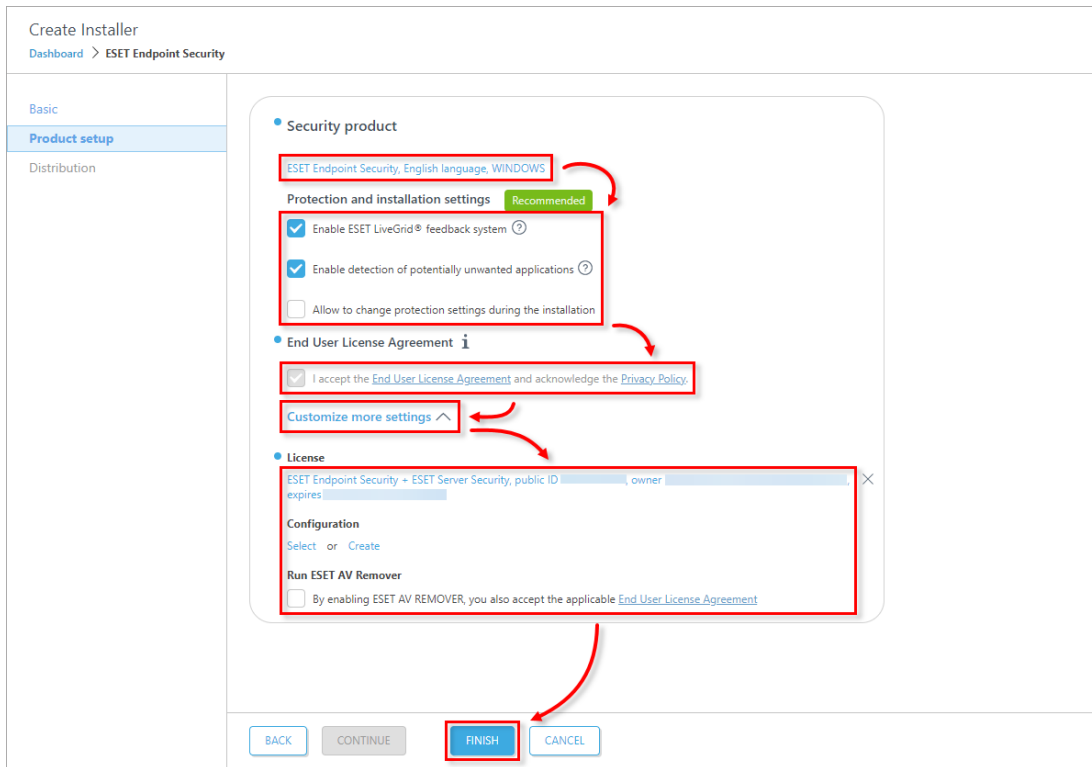 Create Installer
Dashboard > ESET Endpoint Security
Basic
Product setup
Distribution
Security product
ESET Endpoint Security, English language, WINDOWS
Protection and installation settings Recommended
Enable ESET LiveGrid® feedback system ?
Enable detection of potentially unwanted applications ?
Allow to change protection settings during the installation
End User License Agreement i
I accept the End User License Agreement and acknowledge the Privacy Policy.
Customize more settings
License
ESET Endpoint Security + ESET Server Security, public ID , owner ,
expires
Configuration
Select or Create
Run ESET AV Remover
By enabling ESET AV REMOVER, you also accept the applicable End User License Agreement
BACK CONTINUE FINISH CANCEL